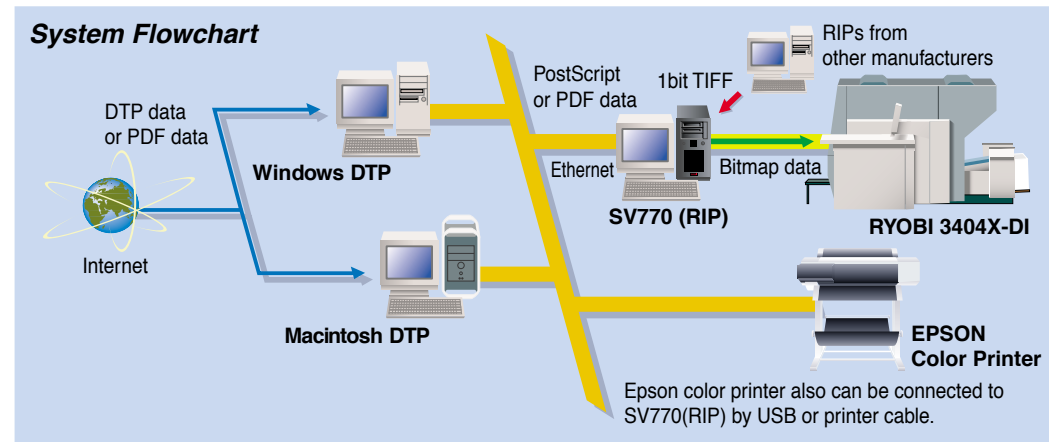 System Flowchart
DTP data
or PDF data
Internet
Windows DTP
Macintosh DTP
PostScript
or PDF data
Ethernet
1bit TIFF
RIPs from
other manufacturers
Bitmap data
SV770 (RIP)
RYOBI 3404X-DI
EPSON
Color Printer
Epson color printer also can be connected to
SV770(RIP) by USB or printer cable.